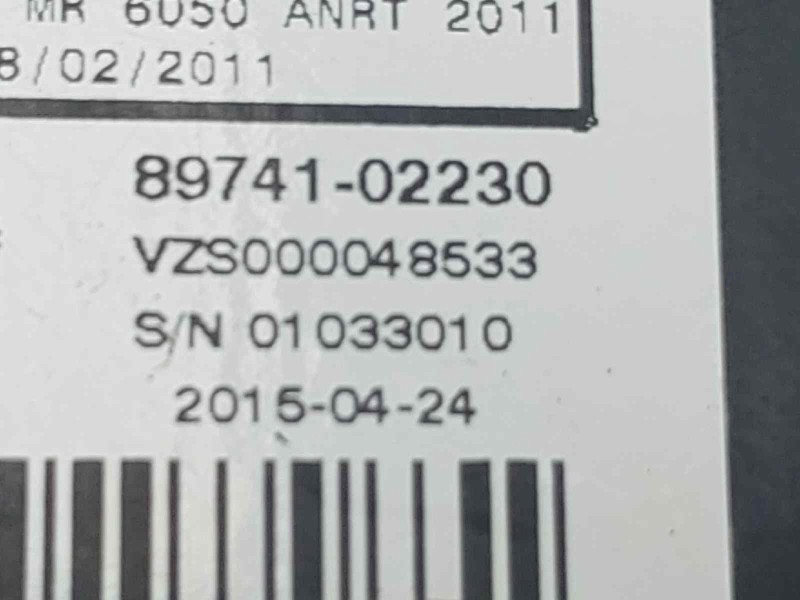 MR 6050 ANRT 2011
8/02/2011
89741-02230
VZS000048533
S/N 01033010
2015-04-24